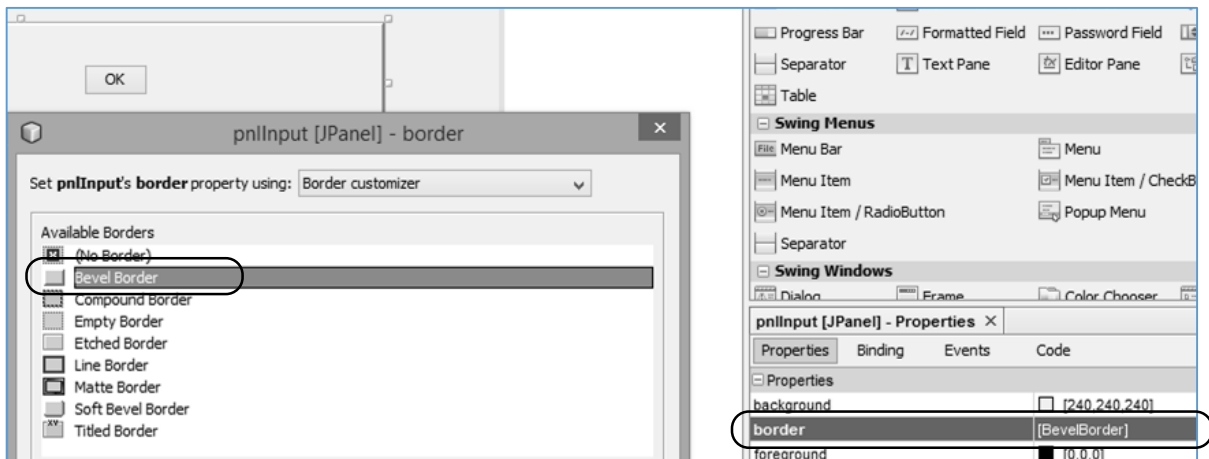 OK
pnlInput [JPanel] - border
Set pnlInput's border property using: Border customizer
Available Borders
(No Border)
Bevel Border
Compound Border
Empty Border
Etched Border
Line Border
Matte Border
Soft Bevel Border
Titled Border
Progress Bar Formatted Field Password Field
Separator Text Pane Editor Pane
Table
Swing Menus
Menu Bar Menu
Menu Item Menu Item / CheckB
Menu Item / RadioButton Popup Menu
Separator
Swing Windows
Dialog Frame Color Chooser
pnlInput [JPanel] - Properties ×
Properties Binding Events Code
Properties
background [240,240,240]
border [BevelBorder]
foreground [0,0,0]